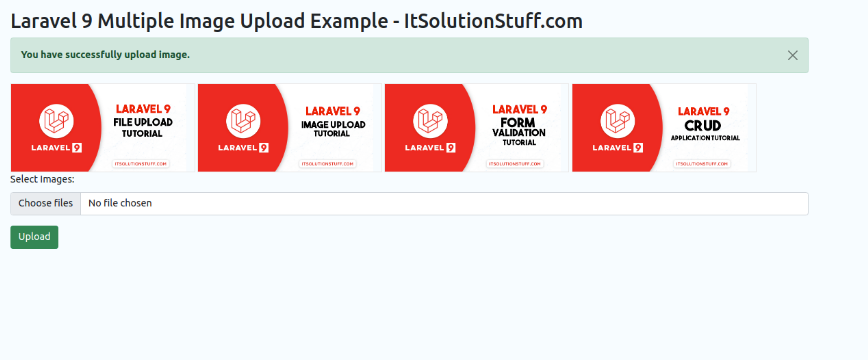 Laravel 9 Multiple Image Upload Example - ItSolutionStuff.com
You have successfully upload image.
LARAVEL 9
LARAVEL 9
FILE UPLOAD
TUTORIAL
ITSOLUTIONSTUFF.COM
LARAVEL 9
LARAVEL 9
IMAGE UPLOAD
TUTORIAL
ITSOLUTIONSTUFF.COM
LARAVEL 9
LARAVEL 9
FORM
VALIDATION
TUTORIAL
ITSOLUTIONSTUFF.COM
LARAVEL 9
LARAVEL 9
CRUD
APPLICATION TUTORIAL
ITSOLUTIONSTUFF.COM
Select Images:
Choose files No file chosen
Upload